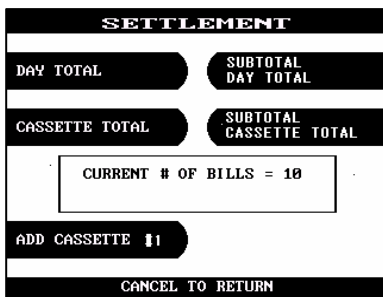 SETTLEMENT
DAY TOTAL
SUBTOTAL
DAY TOTAL
CASSETTE TOTAL
SUBTOTAL
CASSETTE TOTAL
CURRENT # OF BILLS = 10
ADD CASSETTE #1
CANCEL TO RETURN